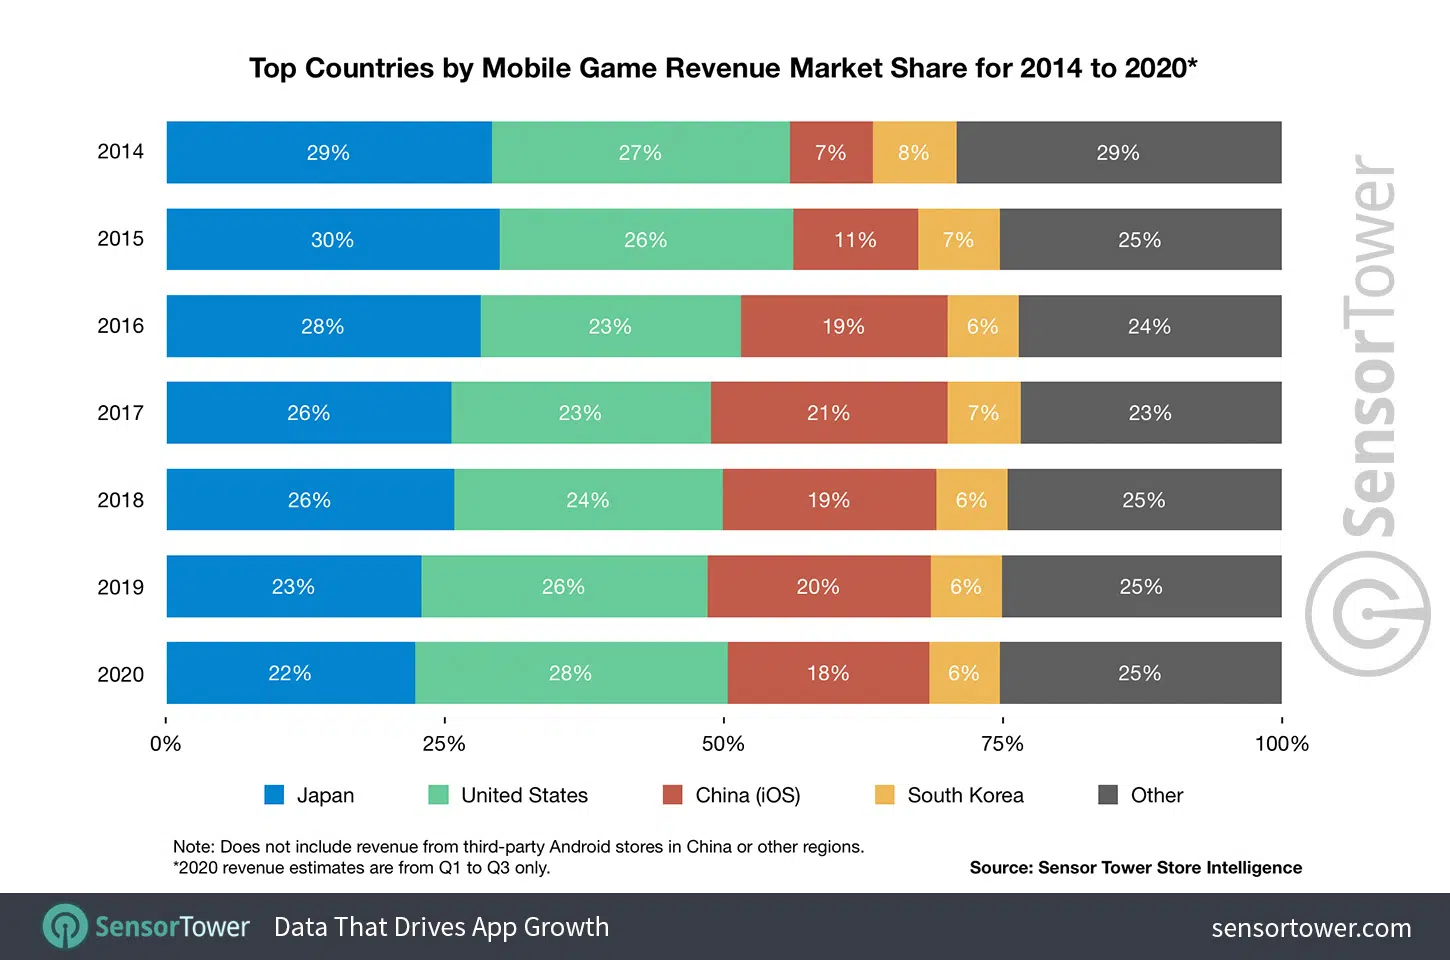 Top Countries by Mobile Game Revenue Market Share for 2014 to 2020*
2014 29% 27% 7% 8% 29%
2015 30% 26% 11% 7% 25%
2016 28% 23% 19% 6% 24%
2017 26% 23% 21% 7% 23%
2018 26% 24% 19% 6% 25%
2019 23% 26% 20% 6% 25%
2020 22% 28% 18% 6% 25%
0% 25% 50% 75% 100%
Japan United States China (iOS) South Korea Other
Note: Does not include revenue from third-party Android stores in China or other regions.
*2020 revenue estimates are from Q1 to Q3 only. Source: Sensor Tower Store Intelligence
SensorTower
SensorTower Data That Drives App Growth sensortower.com